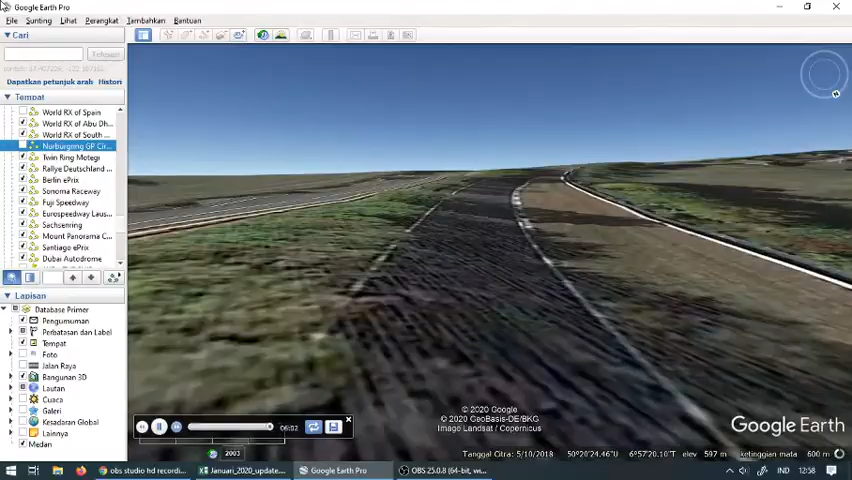 Google Earth Pro
File Sunting Lihat Perangkat Tambahkan Bantuan
Cari
Telusuri
Dapatkan petunjuk arah Histori
Tempat
World RX of Spain
World RX of Abu Dh...
World RX of South ...
Nurburgring GP Cir...
Twin Ring Motegi
Rallye Deutschland ...
Berlin ePrix
Sonoma Raceway
Fuji Speedway
Eurospeedway Laus...
Sachsenring
Mount Panorama C...
Santiago ePrix
Dubai Autodrome
Lapisan
Database Primer
Pengumuman
Perbatasan dan Label
Tempat
Foto
Jalan Raya
Bangunan 3D
Lautan
Cuaca
Galeri
Kesadaran Global
Lainnya
Medan
06:02
2003
© 2020 Google
© 2020 GeoBasis-DE/BKG
Image Landsat / Copernicus
Google Earth
Tanggal Citra: 5/10/2018 50°20'24.46"U 6°57'20.10"T elev 597 m ketinggian mata 600 m
obs studio hd recordi...
Januari_2020_update...
Google Earth Pro
OBS 25.0.8 (64-bit, wi...
IND
12:58